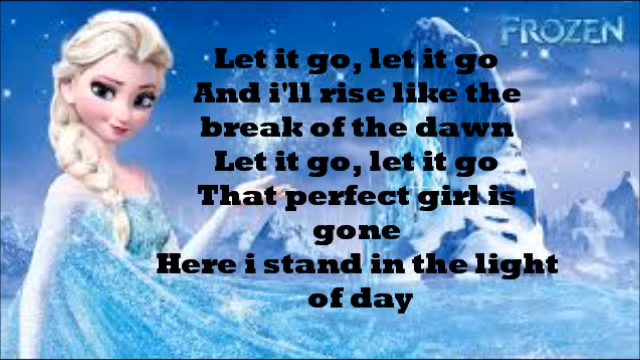 FROZEN
Let it go, let it go
And i'll rise like the
break of the dawn
Let it go, let it go
That perfect girl is
gone
Here i stand in the light
of day